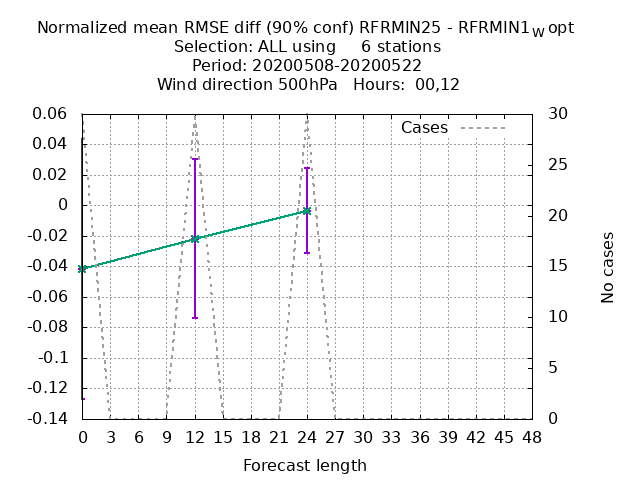 Normalized mean RMSE diff (90% conf) RFRMIN25 - RFRMIN1w opt
Selection: ALL using     6 stations
Period: 20200508-20200522
Wind direction 500hPa   Hours:  00,12
Cases
0.06
0.04
0.02
0
-0.02
-0.04
-0.06
-0.08
-0.1
-0.12
-0.14
30
25
20
15
10
5
0
No cases
0 3 6 9 12 15 18 21 24 27 30 33 36 39 42 45 48
Forecast length